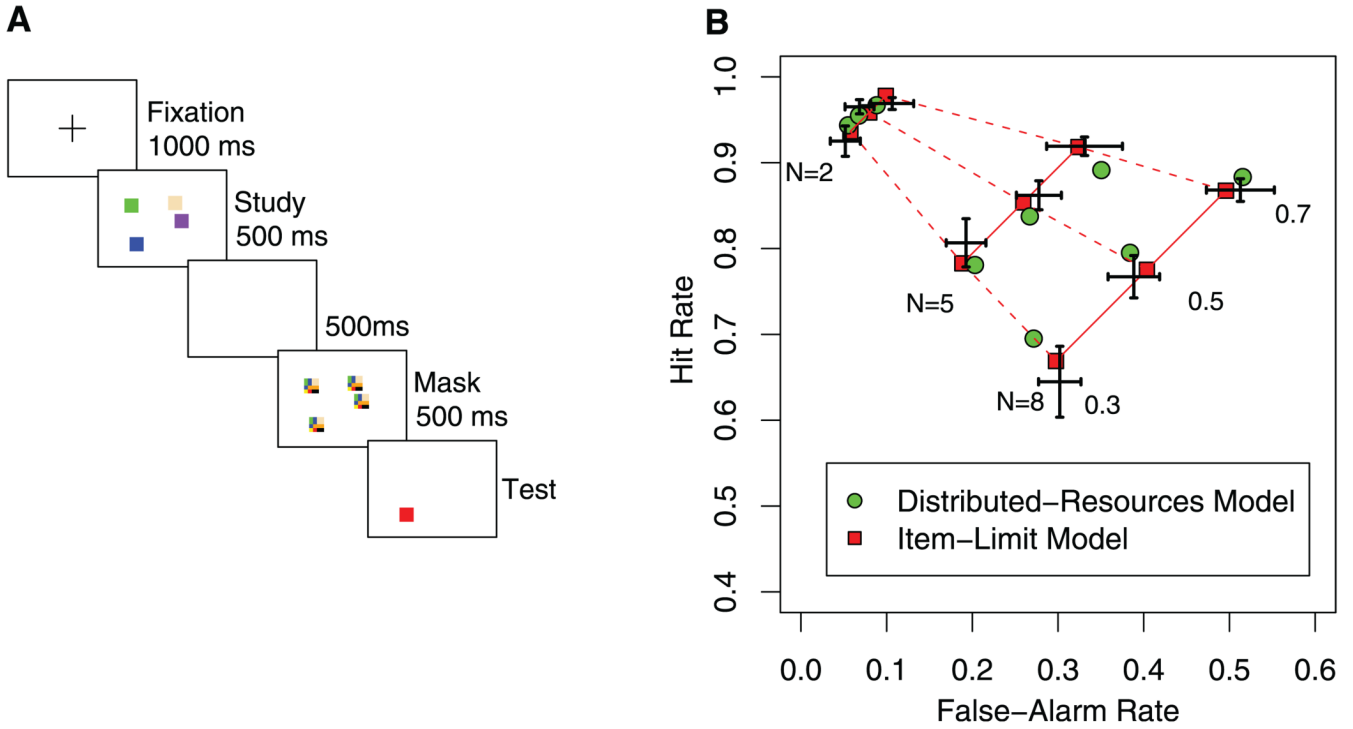 A
Fixation
1000 ms
Study
500 ms
500ms
Mask
500 ms
Test
B
Hit Rate
1.0
0.9
0.8
0.7
0.6
0.5
0.4
N=2
N=5
N=8
0.3
0.5
0.7
Distributed−Resources Model
Item−Limit Model
0.0 0.1 0.2 0.3 0.4 0.5 0.6
False−Alarm Rate